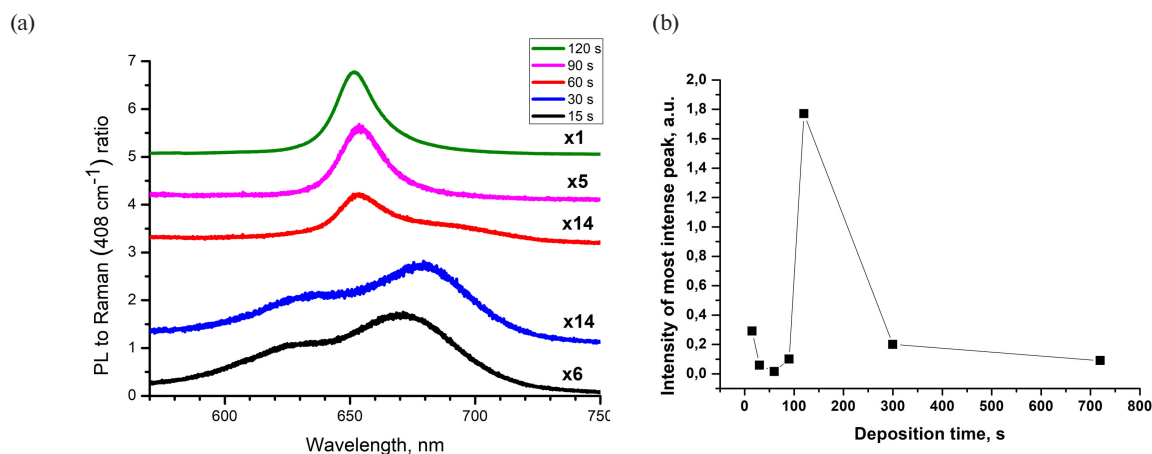 (a)
PL to Raman (408 cm⁻¹) ratio
7
6
5
4
3
2
1
0
120 s
90 s
60 s
30 s
15 s
x1
x5
x14
x14
x6
600
650
700
750
Wavelength, nm
(b)
Intensity of most intense peak, a.u.
2,0
1,8
1,6
1,4
1,2
1,0
0,8
0,6
0,4
0,2
0,0
0
100
200
300
400
500
600
700
800
Deposition time, s